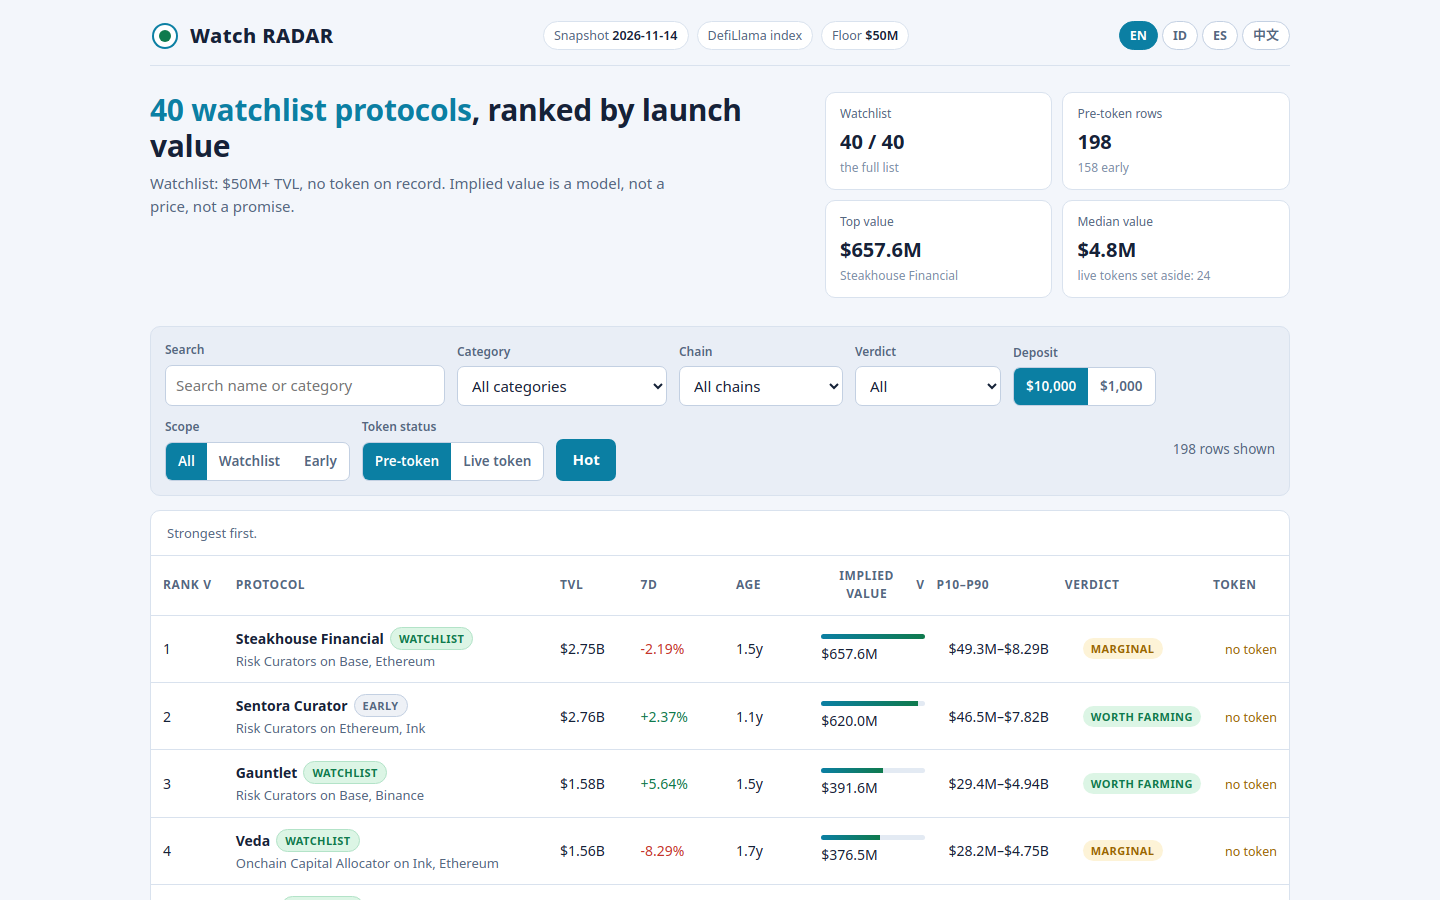 Watch RADAR
Snapshot 2026-11-14
DefiLlama index
Floor $50M
EN
ID
ES
中文
40 watchlist protocols, ranked by launch
value
Watchlist: $50M+ TVL, no token on record. Implied value is a model, not a
price, not a promise.
Watchlist
40 / 40
the full list
Pre-token rows
198
158 early
Top value
$657.6M
Steakhouse Financial
Median value
$4.8M
live tokens set aside: 24
Search
Search name or category
Category
All categories
Chain
All chains
Verdict
All
Deposit
$10,000 $1,000
Scope
All Watchlist Early
Token status
Pre-token Live token
Hot
198 rows shown
Strongest first.
RANK V PROTOCOL TVL 7D AGE IMPLIED VALUE V P10–P90 VERDICT TOKEN
1 Steakhouse Financial WATCHLIST $2.75B -2.19% 1.5y $657.6M $49.3M–$8.29B MARGINAL no token
Risk Curators on Base, Ethereum
2 Sentora Curator EARLY $2.76B +2.37% 1.1y $620.0M $46.5M–$7.82B WORTH FARMING no token
Risk Curators on Ethereum, Ink
3 Gauntlet WATCHLIST $1.58B +5.64% 1.5y $391.6M $29.4M–$4.94B WORTH FARMING no token
Risk Curators on Base, Binance
4 Veda WATCHLIST $1.56B -8.29% 1.7y $376.5M $28.2M–$4.75B MARGINAL no token
Onchain Capital Allocator on Ink, Ethereum